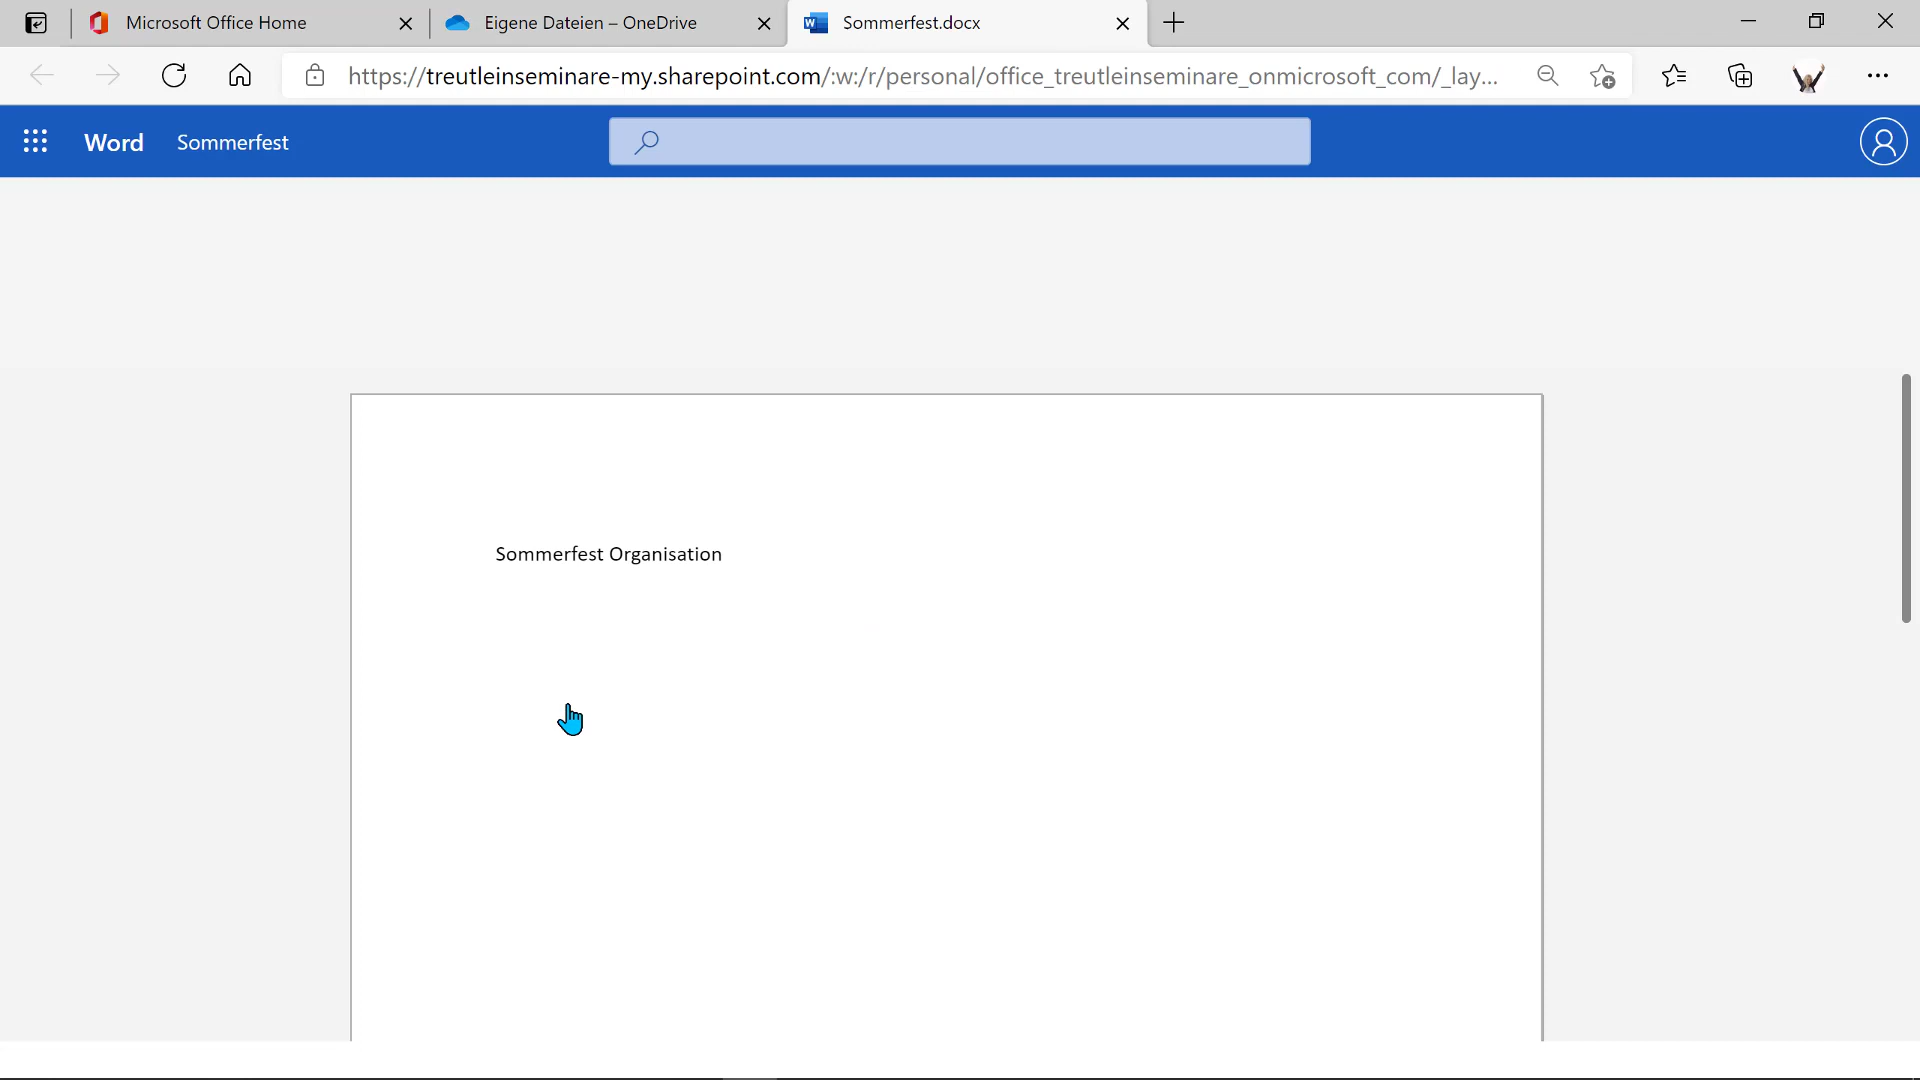 Microsoft Office Home
Eigene Dateien – OneDrive
Sommerfest.docx
https://treutleinseminare-my.sharepoint.com/:w:/r/personal/office_treutleinseminare_onmicrosoft_com/_lay...
Word Sommerfest
Sommerfest Organisation